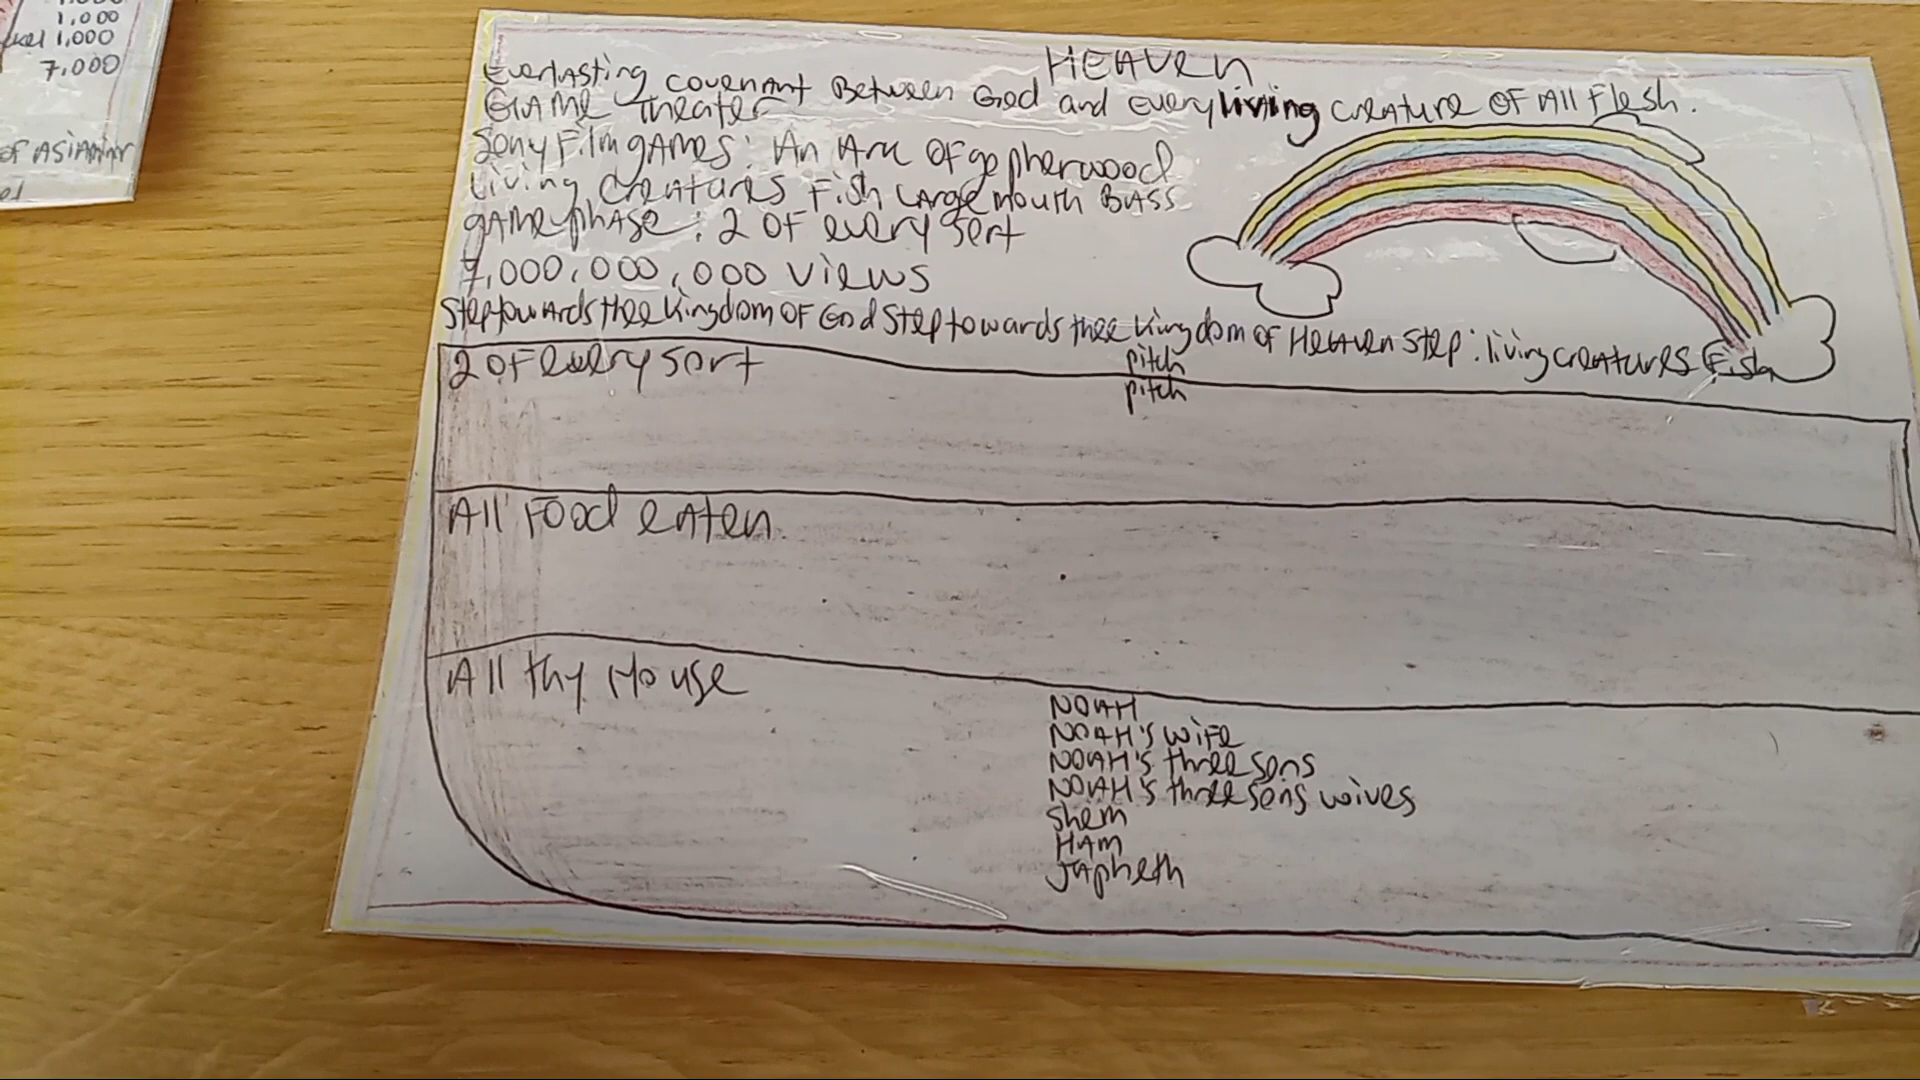 1,000
1,000
7,000
OF ASIANIAN
HEAVEN
Everlasting covenant Between God and every living creature OF All Flesh.
GAME Theater
Sony Film games: An Ark OF gopherwood
Living Creatures Fish Large mouth BASS
game phase: 2 OF every sort
7,000,000,000 views
Step towards thee kingdom OF God Step towards thee kingdom OF HEAVEN Step: living creatures Fish
2 OF every sort
pitch
pitch
All Food eaten
All thy House
NOAH
NOAH'S wife
NOAH'S three sons
NOAH'S three sons wives
Shem
HAM
Japheth